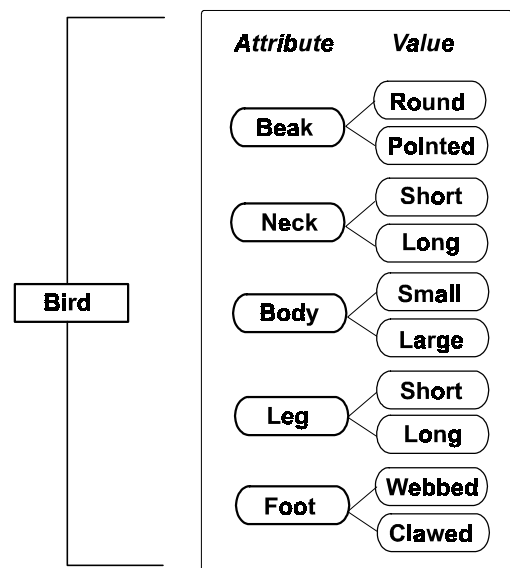 Attribute Value
Round
Beak
Pointed
Short
Neck
Long
Small
Bird
Body
Large
Short
Leg
Long
Webbed
Foot
Clawed